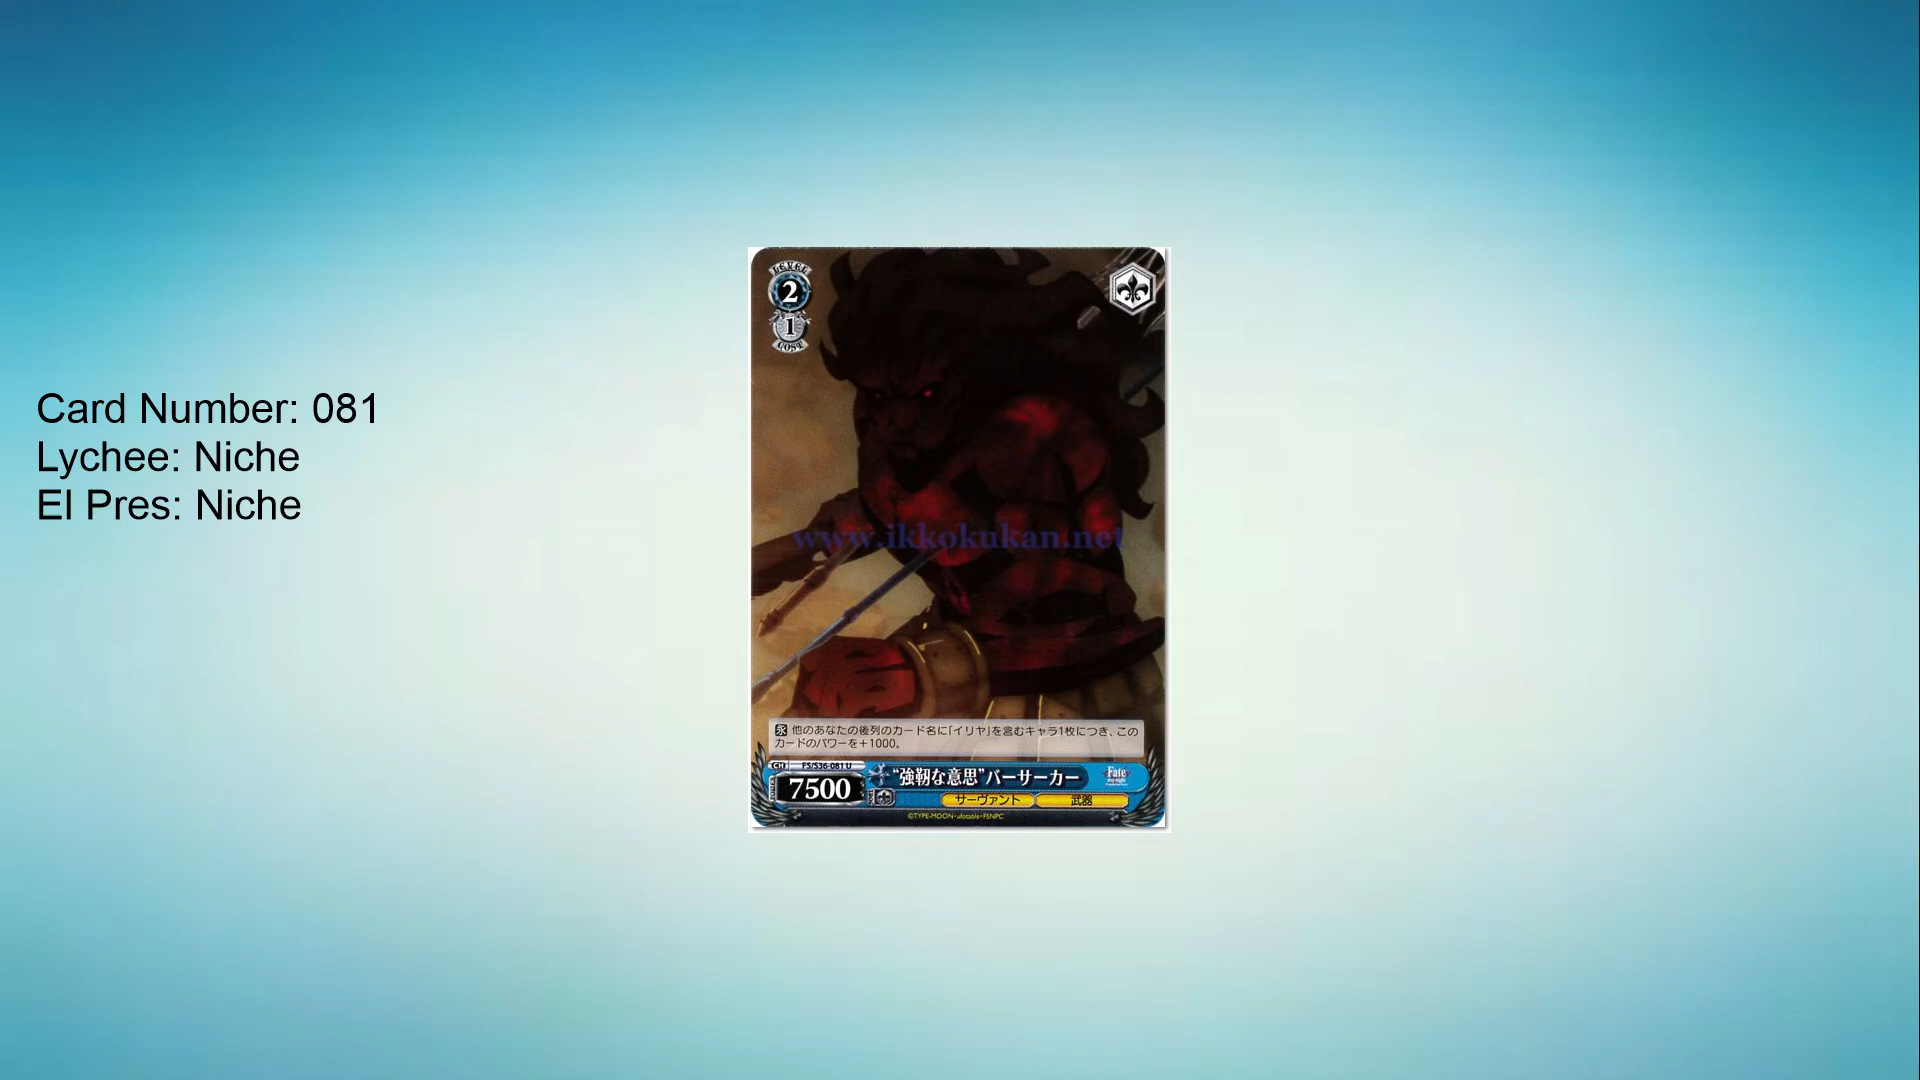 Card Number: 081
Lychee: Niche
El Pres: Niche
LEVEL
2
1
COST
www.ikkokukan.net
永 他のあなたの後列のカード名に「イリヤ」を含むキャラ1枚につき、この
カードのパワーを+1000。
CH FS/S36-081 U
“強靭な意思”バーサーカー
Fate
7500
サーヴァント 武器
©TYPE-MOON・ufotable・FSNPC